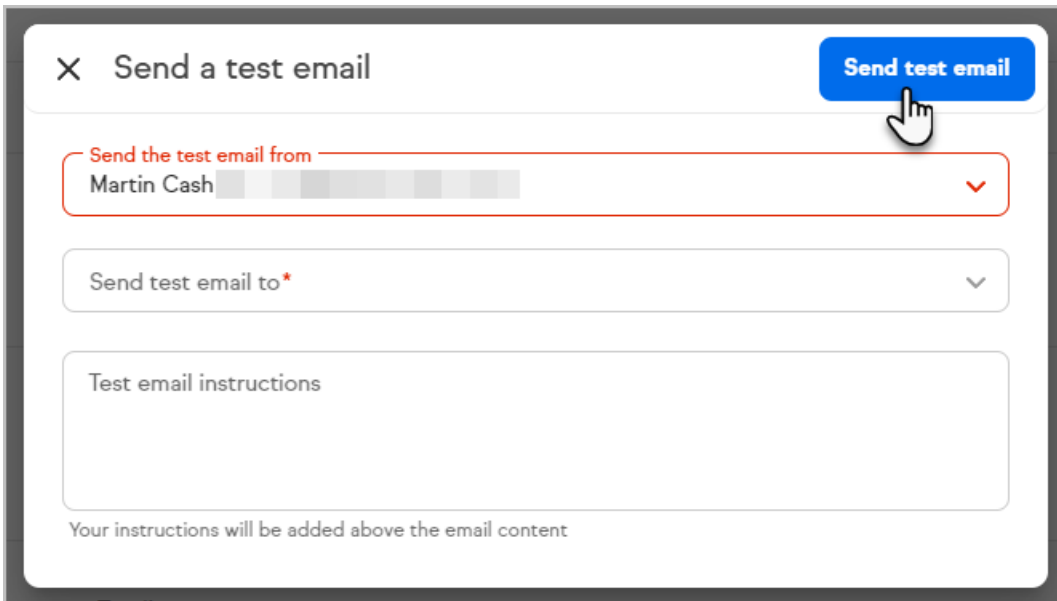 Send a test email
Send test email
Send the test email from
Martin Cash
Send test email to*
Test email instructions
Your instructions will be added above the email content